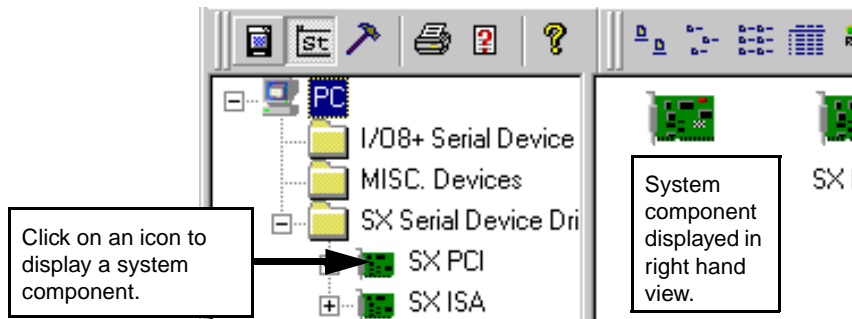 st
PC
I/O8+ Serial Device
MISC. Devices
SX Serial Device Dri
SX PCI
SX ISA
Click on an icon to
display a system
component.
System
component
displayed in
right hand
view.
SX